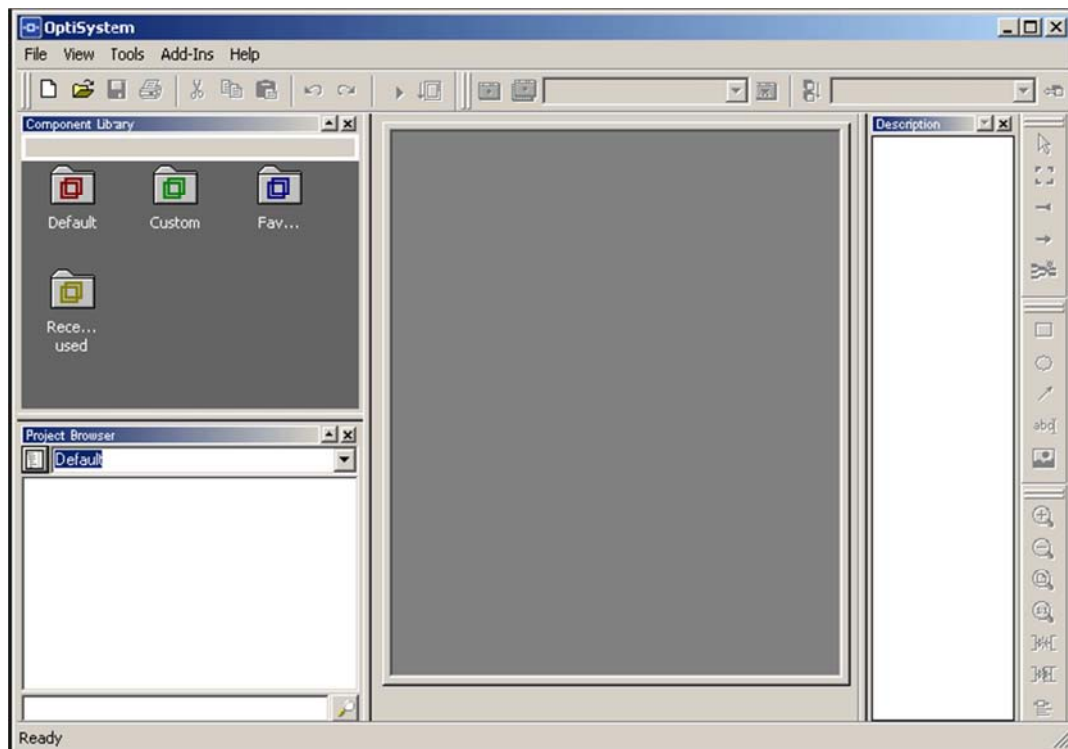 OptiSystem
File View Tools Add-Ins Help
Component Library
Default Custom Fav...
Rece...
used
Project Browser
Default
Description
abc
Ready